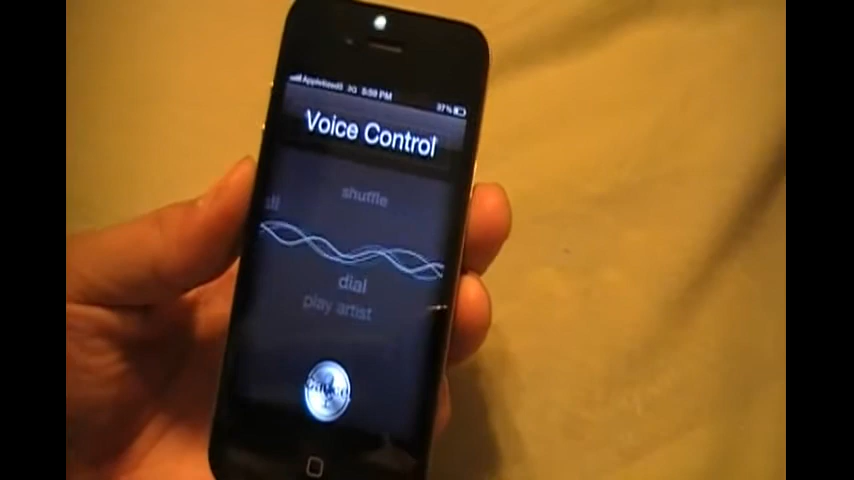 3G 5:59 PM
37%
Voice Control
shuffle
dial
play artist